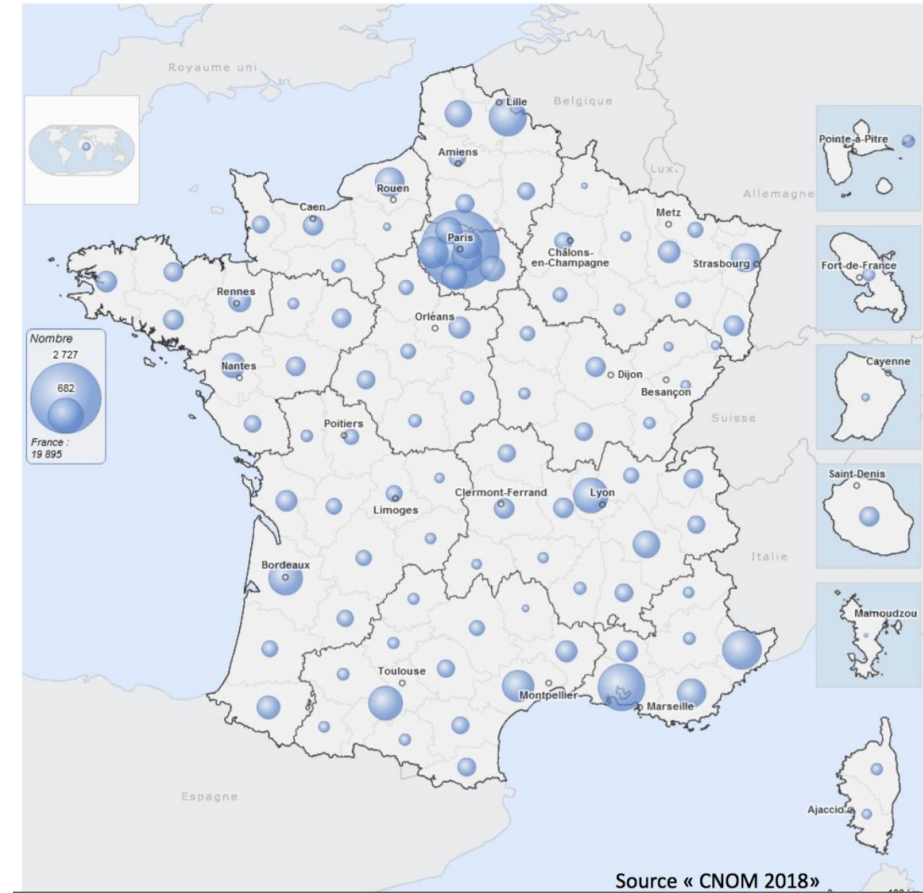 Royaume uni
Belgique
Lille
Pointe-à-Pitre
Amiens
Lux.
Allemagne
Rouen
Caen
Metz
Paris
Châlons-
en-Champagne
Strasbourg
Fort-de-France
Rennes
Orléans
Nombre
2 727
682
France :
19 895
Nantes
Dijon
Besançon
Cayenne
Suisse
Poitiers
Saint-Denis
Clermont-Ferrand
Lyon
Limoges
Italie
Bordeaux
Mamoudzou
Toulouse
Montpellier
Marseille
Espagne
Ajaccio
Source « CNOM 2018»